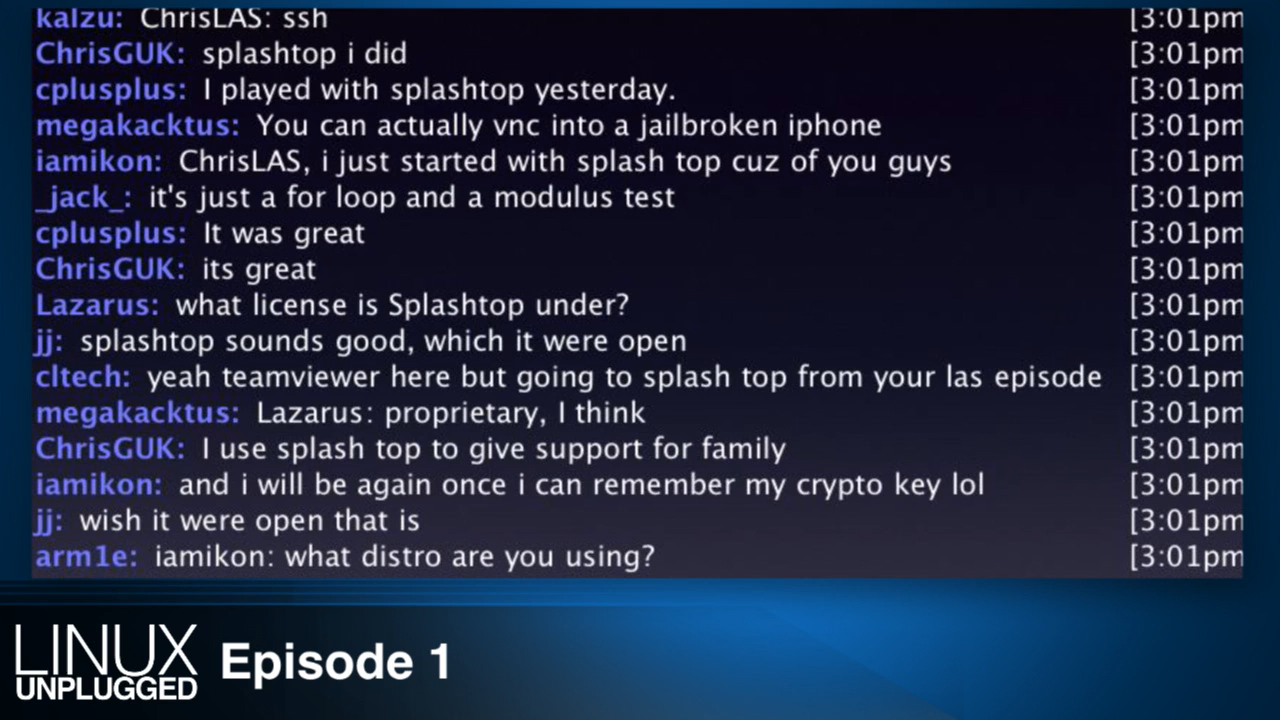 kalzu: ChrisLAS: ssh [3:01pm
ChrisGUK: splashtop i did [3:01pm
cplusplus: I played with splashtop yesterday. [3:01pm
megakacktus: You can actually vnc into a jailbroken iphone [3:01pm
iamikon: ChrisLAS, i just started with splash top cuz of you guys [3:01pm
_jack_: it's just a for loop and a modulus test [3:01pm
cplusplus: It was great [3:01pm
ChrisGUK: its great [3:01pm
Lazarus: what license is Splashtop under? [3:01pm
jj: splashtop sounds good, which it were open [3:01pm
cltech: yeah teamviewer here but going to splash top from your las episode [3:01pm
megakacktus: Lazarus: proprietary, I think [3:01pm
ChrisGUK: I use splash top to give support for family [3:01pm
iamikon: and i will be again once i can remember my crypto key lol [3:01pm
jj: wish it were open that is [3:01pm
arm1e: iamikon: what distro are you using? [3:01pm
LINUX
UNPLUGGED
Episode 1